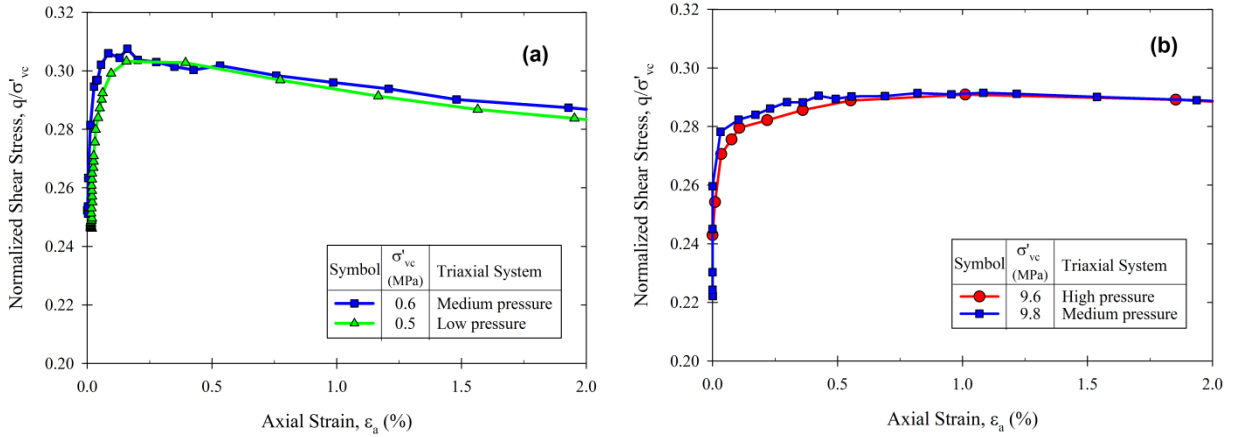 (a)
Normalized Shear Stress, q/σ'vc
0.32
0.30
0.28
0.26
0.24
0.22
0.20
0.0
0.5
1.0
1.5
2.0
Axial Strain, εa (%)
Symbol σ'vc (MPa) Triaxial System
0.6 Medium pressure
0.5 Low pressure
(b)
Normalized Shear Stress, q/σ'vc
0.32
0.30
0.28
0.26
0.24
0.22
0.20
0.0
0.5
1.0
1.5
2.0
Axial Strain, εa (%)
Symbol σ'vc (MPa) Triaxial System
9.6 High pressure
9.8 Medium pressure